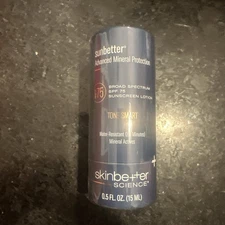 sunbetter®
Advanced Mineral Protection
BROAD SPECTRUM
SPF 75
SUNSCREEN LOTION
TONE SMART
Water-Resistant (80 Minutes)
Mineral Actives
skinbetter
SCIENCE®
0.5 FL. OZ. (15 ML)